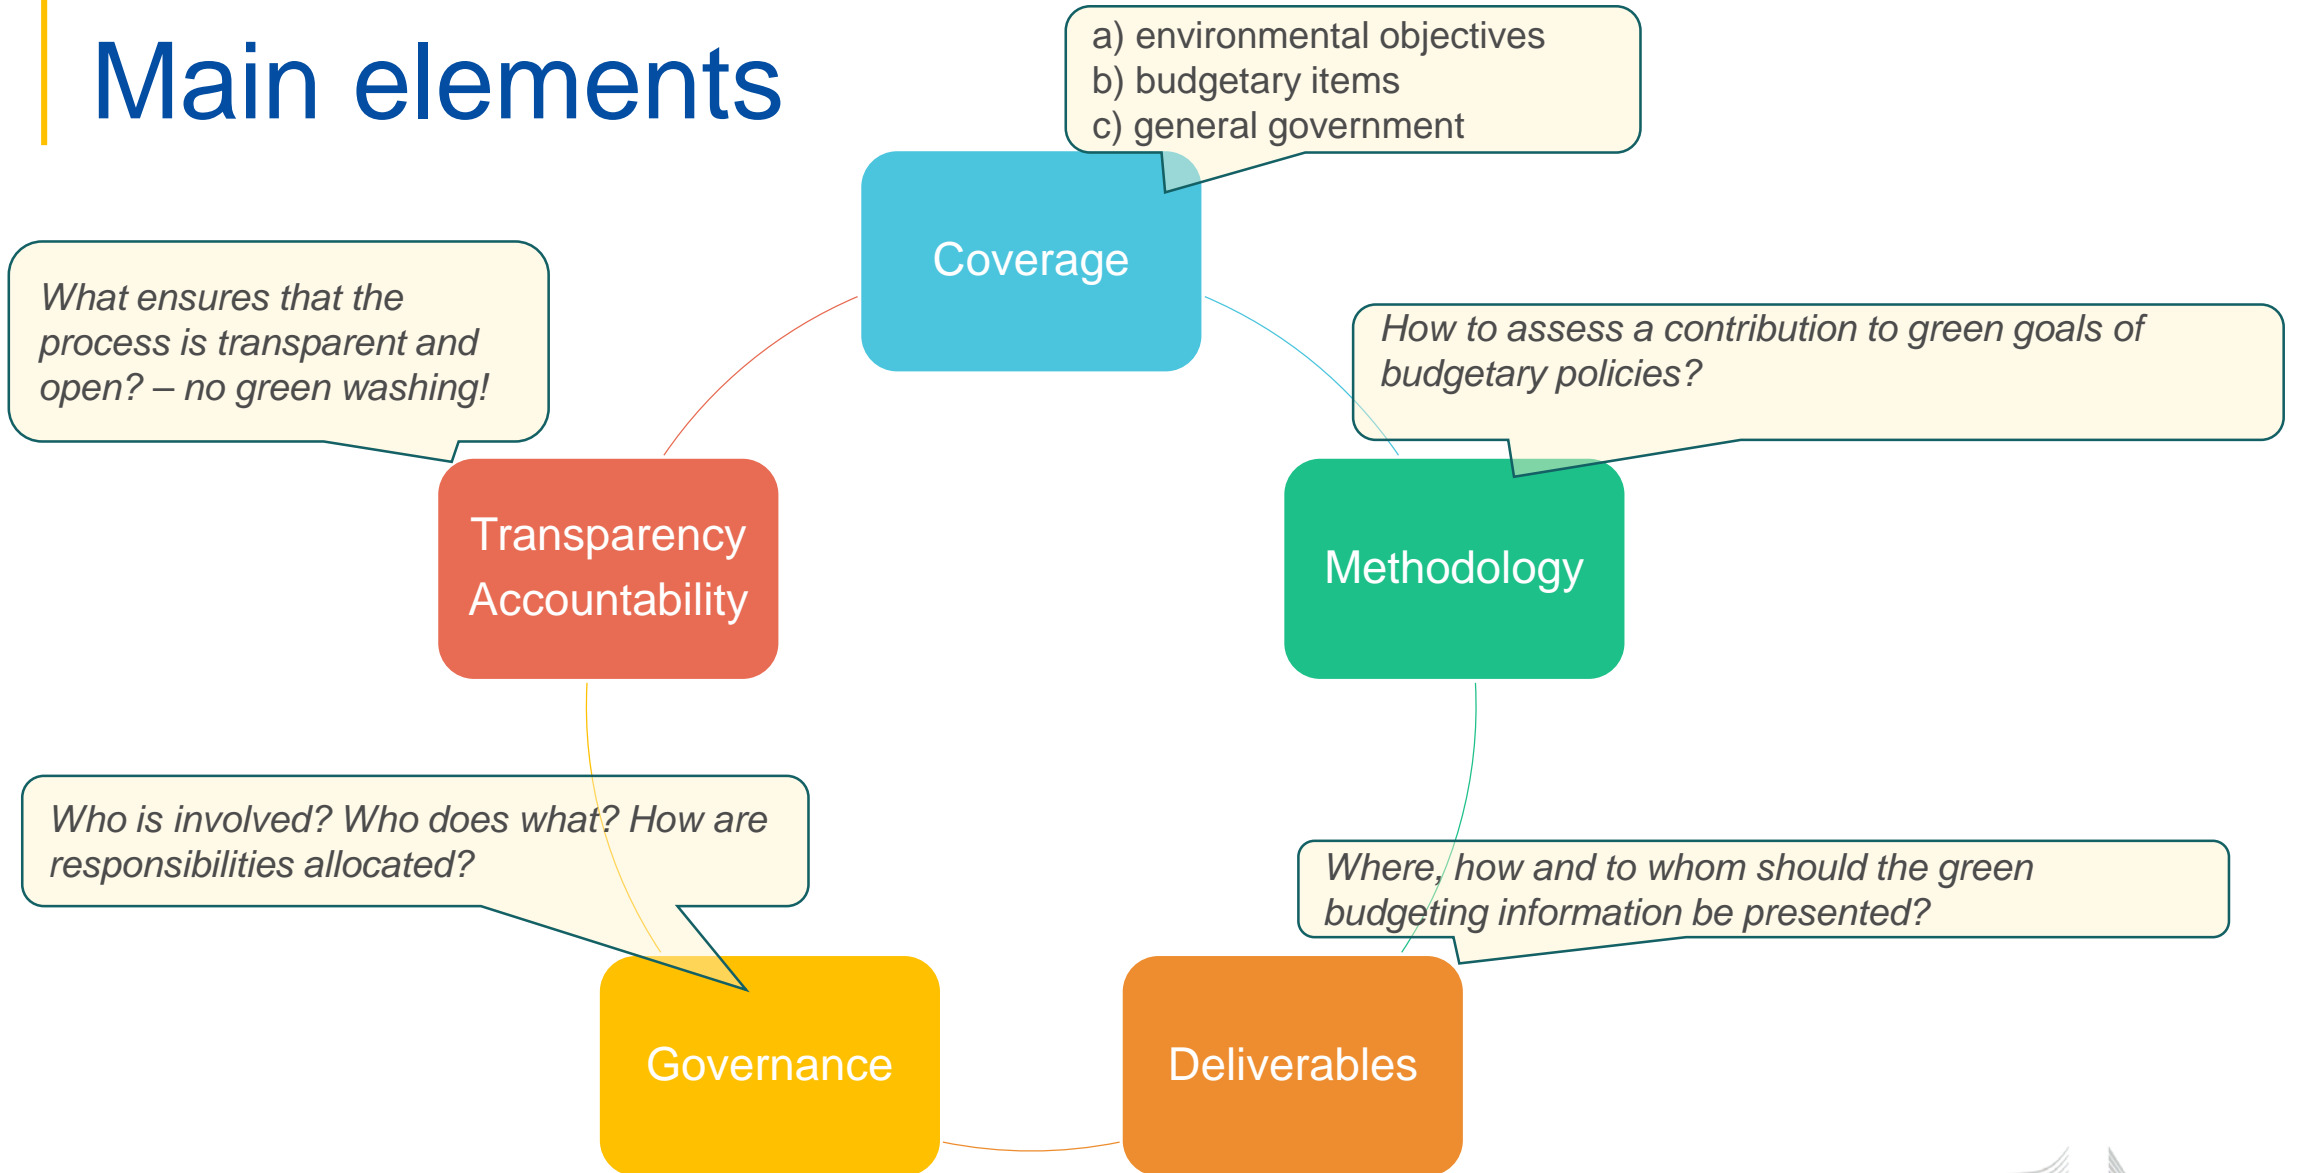 Main elements
a) environmental objectives
b) budgetary items
c) general government
Coverage
What ensures that the
process is transparent and
open? – no green washing!
How to assess a contribution to green goals of
budgetary policies?
Transparency
Accountability
Methodology
Who is involved? Who does what? How are
responsibilities allocated?
Where, how and to whom should the green
budgeting information be presented?
Governance
Deliverables